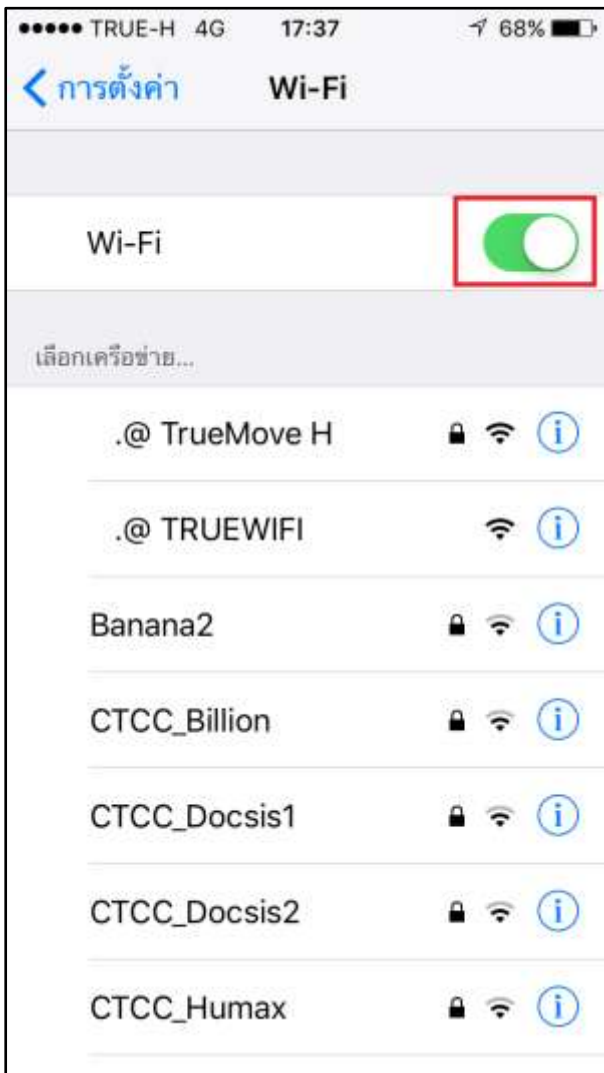 TRUE-H 4G 17:37 68%
การตั้งค่า Wi-Fi
Wi-Fi
เลือกเครือข่าย...
.@ TrueMove H
.@ TRUEWIFI
Banana2
CTCC_Billion
CTCC_Docsis1
CTCC_Docsis2
CTCC_Humax